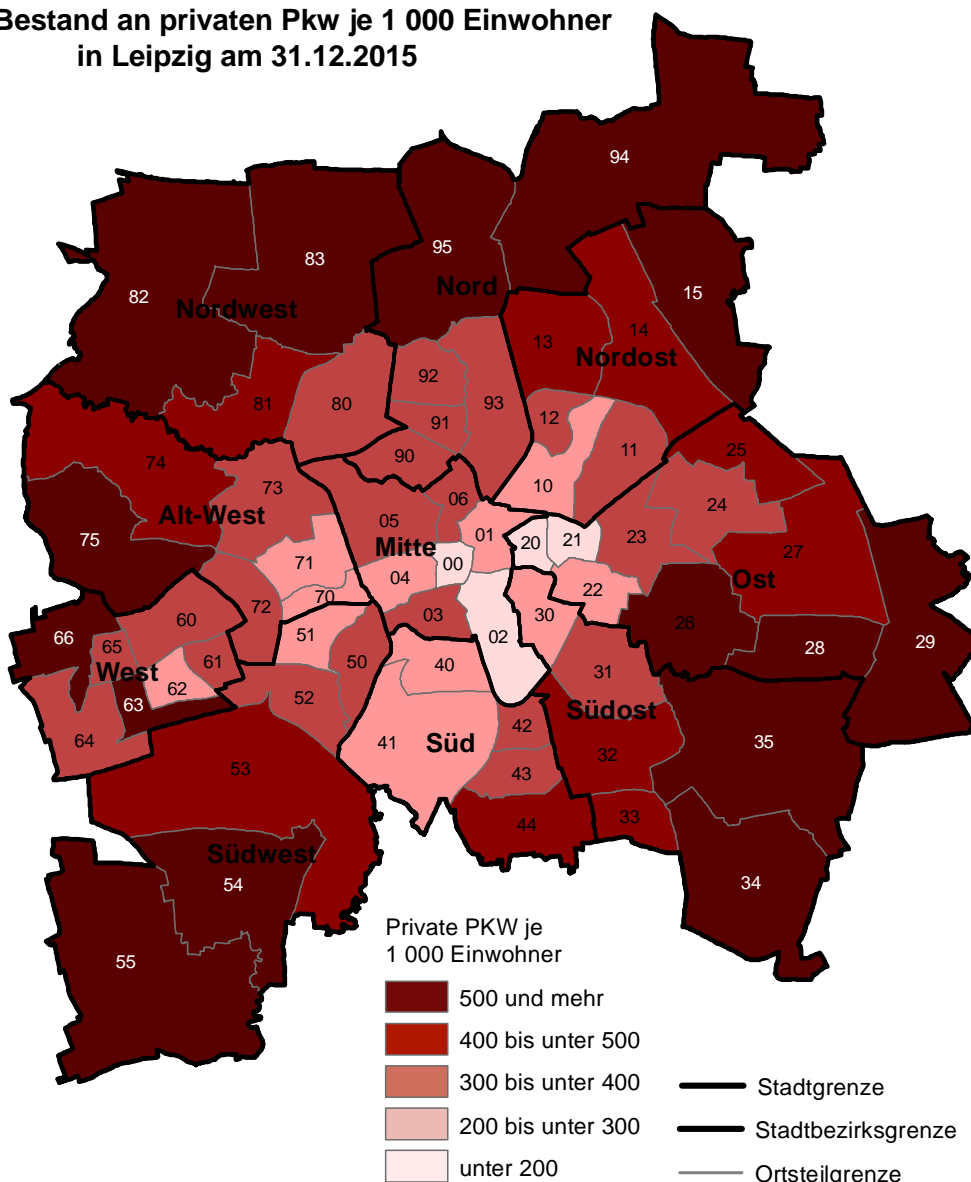 Bestand an privaten Pkw je 1 000 Einwohner
in Leipzig am 31.12.2015
94
83
95
Nord
82
Nordwest
15
14
13
Nordost
92
93
81
80
91
12
11
25
74
90
73
10
24
06
Alt-West
05
01
23
75
Mitte
20
21
27
71
00
04
Ost
22
70
72
60
03
30
26
66
51
02
28
29
65
50
40
West
61
31
62
63
52
Südost
42
35
64
41
Süd
32
53
43
44
33
Südwest
54
34
55
Private PKW je
1 000 Einwohner
500 und mehr
400 bis unter 500
300 bis unter 400
200 bis unter 300
unter 200
Stadtgrenze
Stadtbezirksgrenze
Ortsteilgrenze